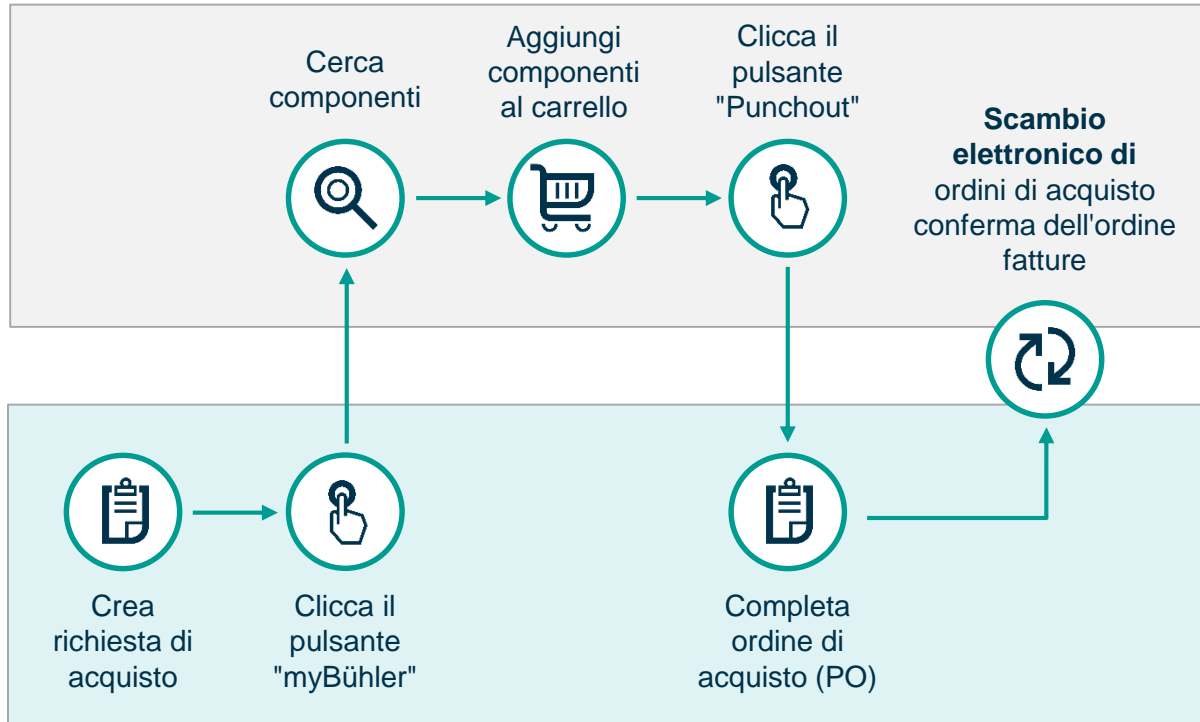 Cerca
componenti
Aggiungi
componenti
al carrello
Clicca il
pulsante
"Punchout"
Scambio
elettronico di
ordini di acquisto
conferma dell'ordine
fatture
Crea
richiesta di
acquisto
Clicca il
pulsante
"myBühler"
Completa
ordine di
acquisto (PO)